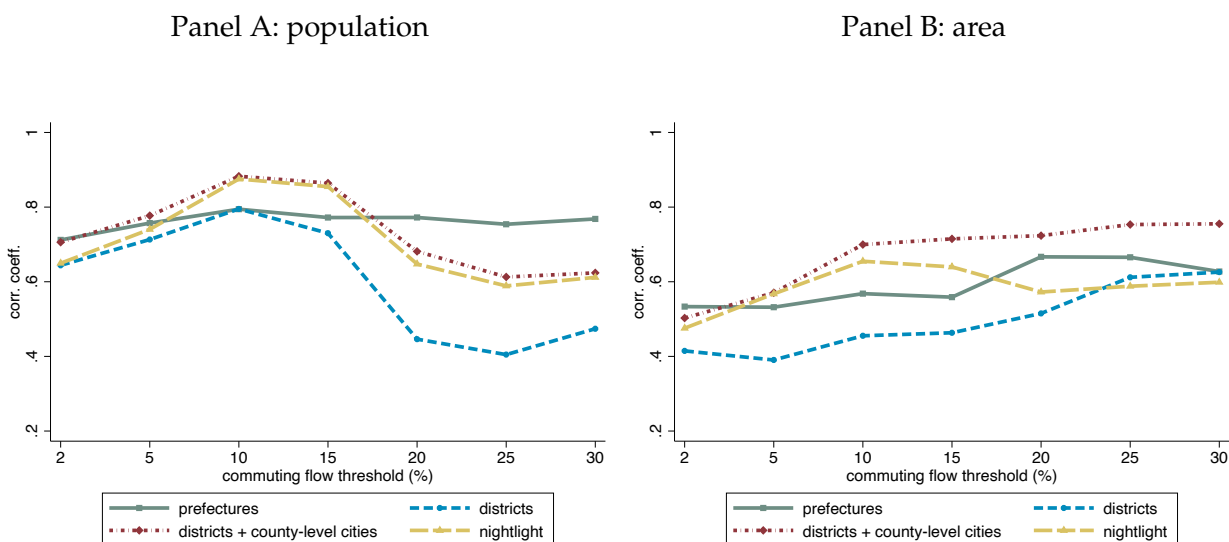 Panel A: population
1
.8
.6
.4
.2
corr. coeff.
2 5 10 15 20 25 30
commuting flow threshold (%)
prefectures districts
districts + county-level cities nightlight
Panel B: area
1
.8
.6
.4
.2
corr. coeff.
2 5 10 15 20 25 30
commuting flow threshold (%)
prefectures districts
districts + county-level cities nightlight